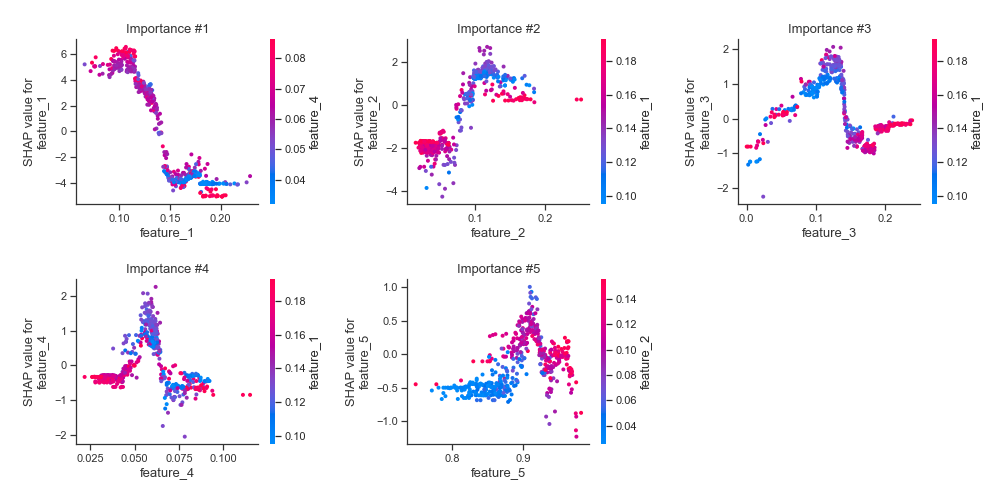 Importance #1
6
4
2
0
−2
−4
0.10
0.15
0.20
SHAP value for
feature_1
feature_1
0.08
0.07
0.06
0.05
0.04
feature_4
Importance #2
2
0
−2
−4
0.1
0.2
SHAP value for
feature_2
feature_2
0.18
0.16
0.14
0.12
0.10
feature_1
Importance #3
2
1
0
−1
−2
0.0
0.1
0.2
SHAP value for
feature_3
feature_3
0.18
0.16
0.14
0.12
0.10
feature_1
Importance #4
2
1
0
−1
−2
0.025
0.050
0.075
0.100
SHAP value for
feature_4
feature_4
0.18
0.16
0.14
0.12
0.10
feature_1
Importance #5
1.0
0.5
0.0
−0.5
−1.0
0.8
0.9
SHAP value for
feature_5
feature_5
0.14
0.12
0.10
0.08
0.06
0.04
feature_2